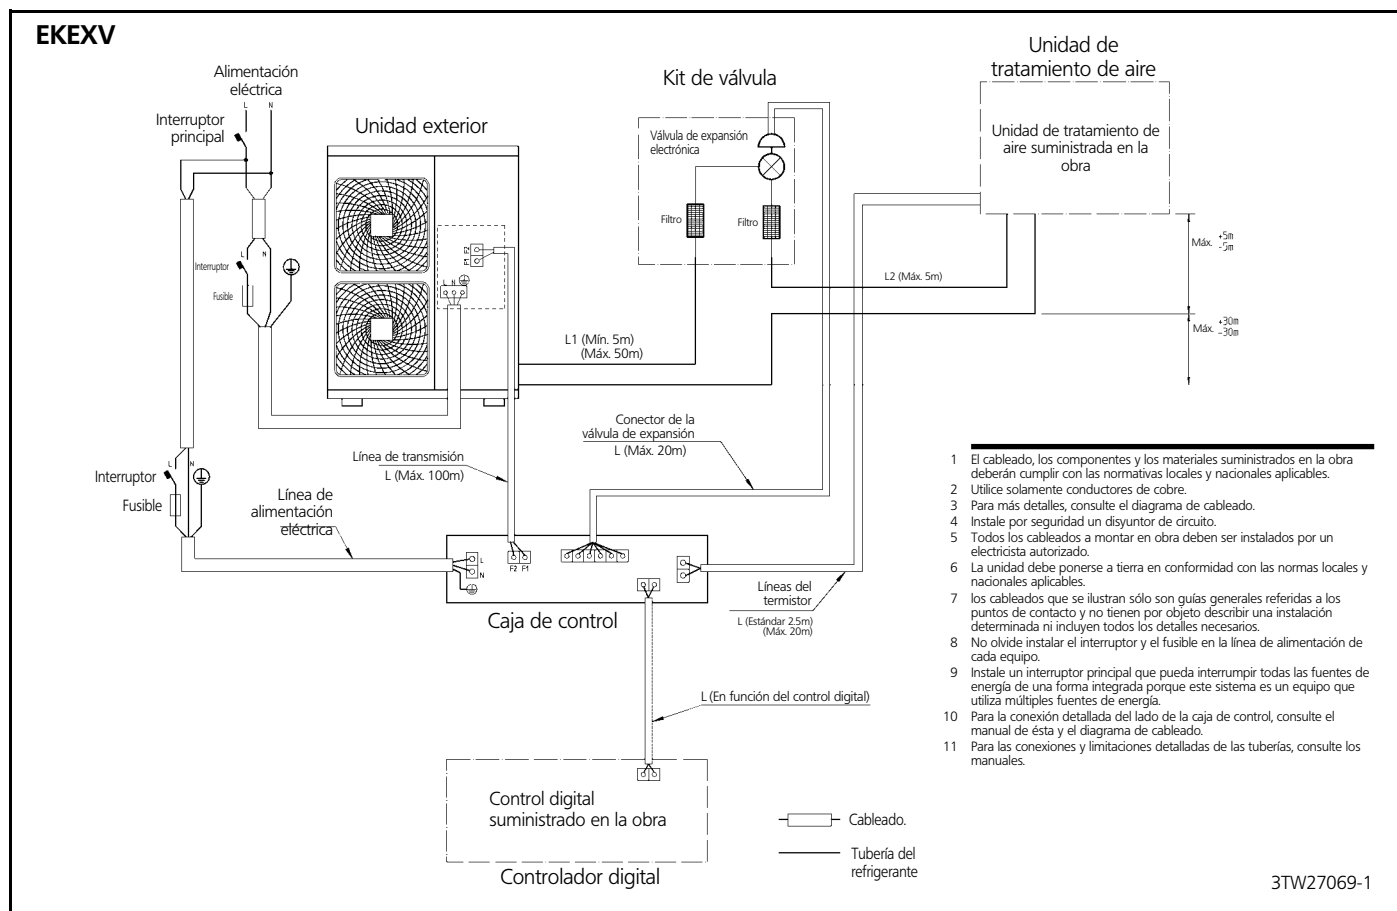 EKEXV
Alimentación
eléctrica
L N
Interruptor
principal
Unidad exterior
Kit de válvula
Unidad de
tratamiento de aire
Válvula de expansión
electrónica
Unidad de tratamiento de
aire suministrada en la
obra
Filtro
Filtro
F2
F1
L N
L N
Interruptor
Fusible
L2 (Máx. 5m)
Máx. +5m
-5m
Máx. +30m
-30m
L1 (Mín. 5m)
(Máx. 50m)
Conector de la
válvula de expansión
L (Máx. 20m)
Línea de transmisión
L (Máx. 100m)
L N
Interruptor
Fusible
Línea de
alimentación
eléctrica
L
N
F2 F1
Caja de control
Líneas del
termistor
L (Estándar 2.5m)
(Máx. 20m)
L (En función del control digital)
Control digital
suministrado en la obra
Controlador digital
Cableado.
Tubería del
refrigerante
1 El cableado, los componentes y los materiales suministrados en la obra
deberán cumplir con las normativas locales y nacionales aplicables.
2 Utilice solamente conductores de cobre.
3 Para más detalles, consulte el diagrama de cableado.
4 Instale por seguridad un disyuntor de circuito.
5 Todos los cableados a montar en obra deben ser instalados por un
electricista autorizado.
6 La unidad debe ponerse a tierra en conformidad con las normas locales y
nacionales aplicables.
7 los cableados que se ilustran sólo son guías generales referidas a los
puntos de contacto y no tienen por objeto describir una instalación
determinada ni incluyen todos los detalles necesarios.
8 No olvide instalar el interruptor y el fusible en la línea de alimentación de
cada equipo.
9 Instale un interruptor principal que pueda interrumpir todas las fuentes de
energía de una forma integrada porque este sistema es un equipo que
utiliza múltiples fuentes de energía.
10 Para la conexión detallada del lado de la caja de control, consulte el
manual de ésta y el diagrama de cableado.
11 Para las conexiones y limitaciones detalladas de las tuberías, consulte los
manuales.
3TW27069-1